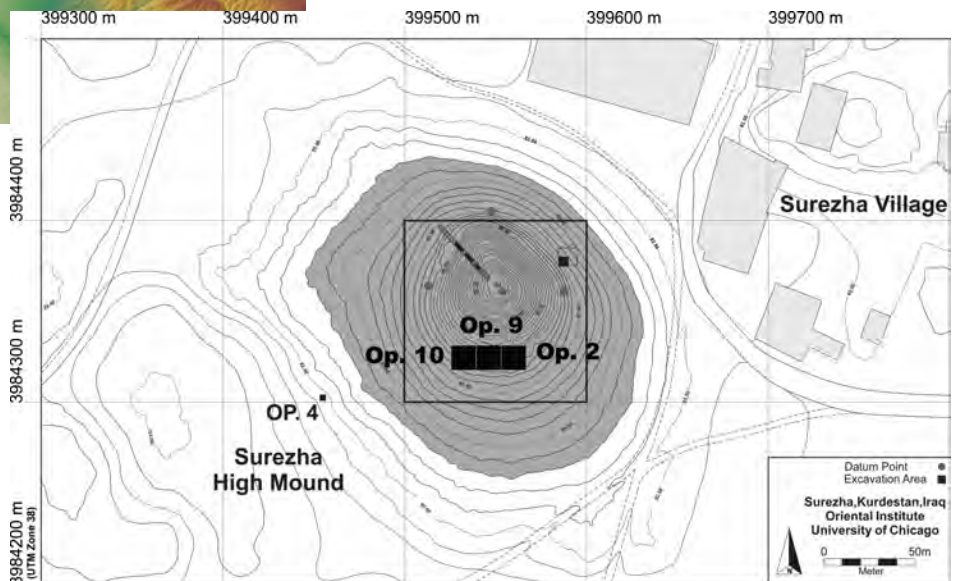 399300 m
399400 m
399500 m
399600 m
399700 m
3984400 m
3984300 m
3984200 m
(UTM Zone 38)
Surezha Village
Op. 9
Op. 10
Op. 2
OP. 4
Surezha
High Mound
Datum Point
Excavation Area
Surezha,Kurdestan,Iraq
Oriental Institute
University of Chicago
0
50m
Meter
N